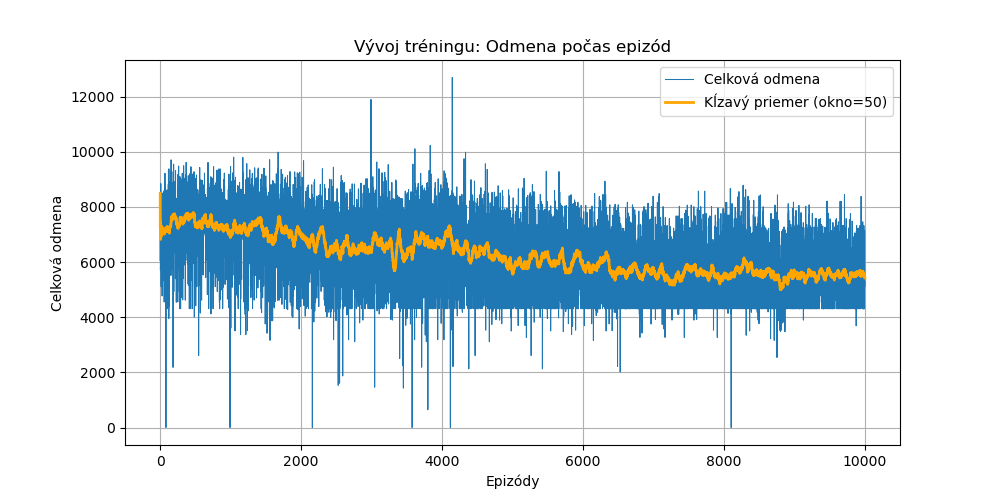 Vývoj tréningu: Odmena počas epizód
Celková odmena
Kĺzavý priemer (okno=50)
12000
10000
8000
6000
4000
2000
0
Celková odmena
0 2000 4000 6000 8000 10000
Epizódy